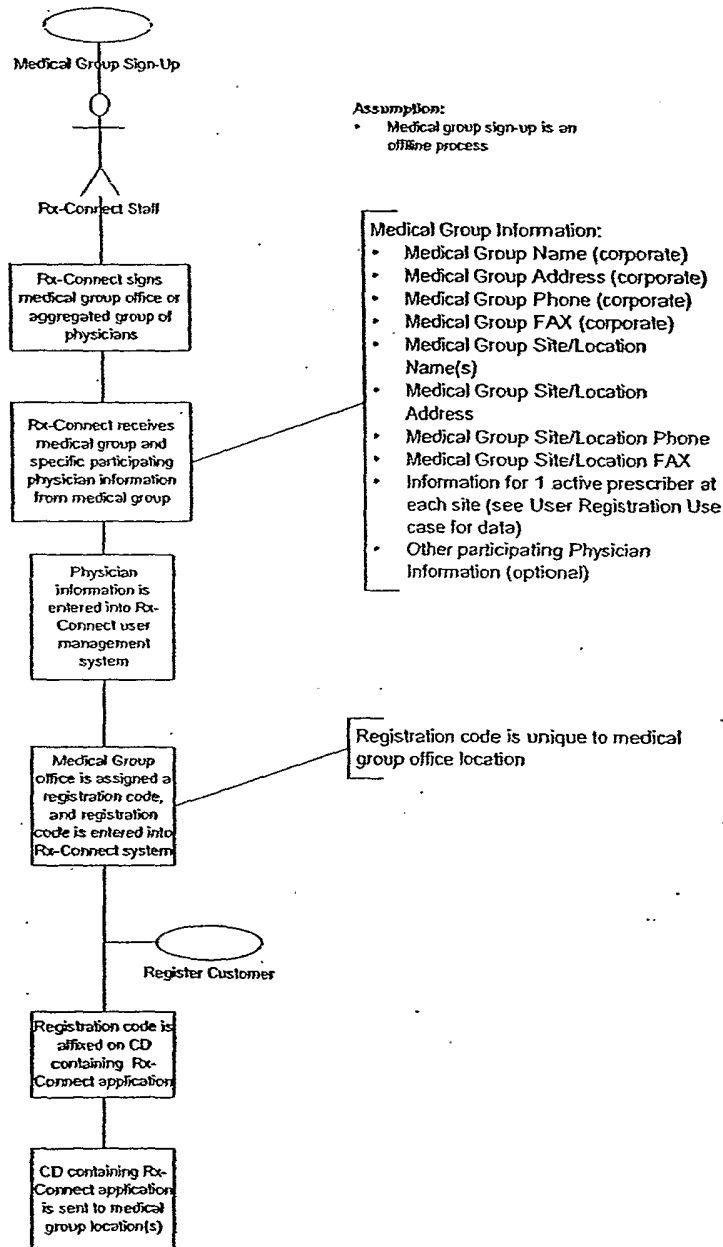 Medical Group Sign-Up
Assumption:
• Medical group sign-up is an
offline process
Rx-Connect Staff
Rx-Connect signs
medical group office or
aggregated group of
physicians
Medical Group Information:
• Medical Group Name (corporate)
• Medical Group Address (corporate)
• Medical Group Phone (corporate)
• Medical Group FAX (corporate)
• Medical Group Site/Location
Name(s)
• Medical Group Site/Location
Address
• Medical Group Site/Location Phone
• Medical Group Site/Location FAX
• Information for 1 active prescriber at
each site (see User Registration Use
case for data)
• Other participating Physician
Information (optional)
Rx-Connect receives
medical group and
specific participating
physician information
from medical group
Physician
information is
entered into Rx-
Connect user
management
system
Medical Group
office is assigned a
registration code,
and registration
code is entered into
Rx-Connect system
Registration code is unique to medical
group office location
Register Customer
Registration code is
affixed on CD
containing Rx-
Connect application
CD containing Rx-
Connect application
is sent to medical
group location(s)